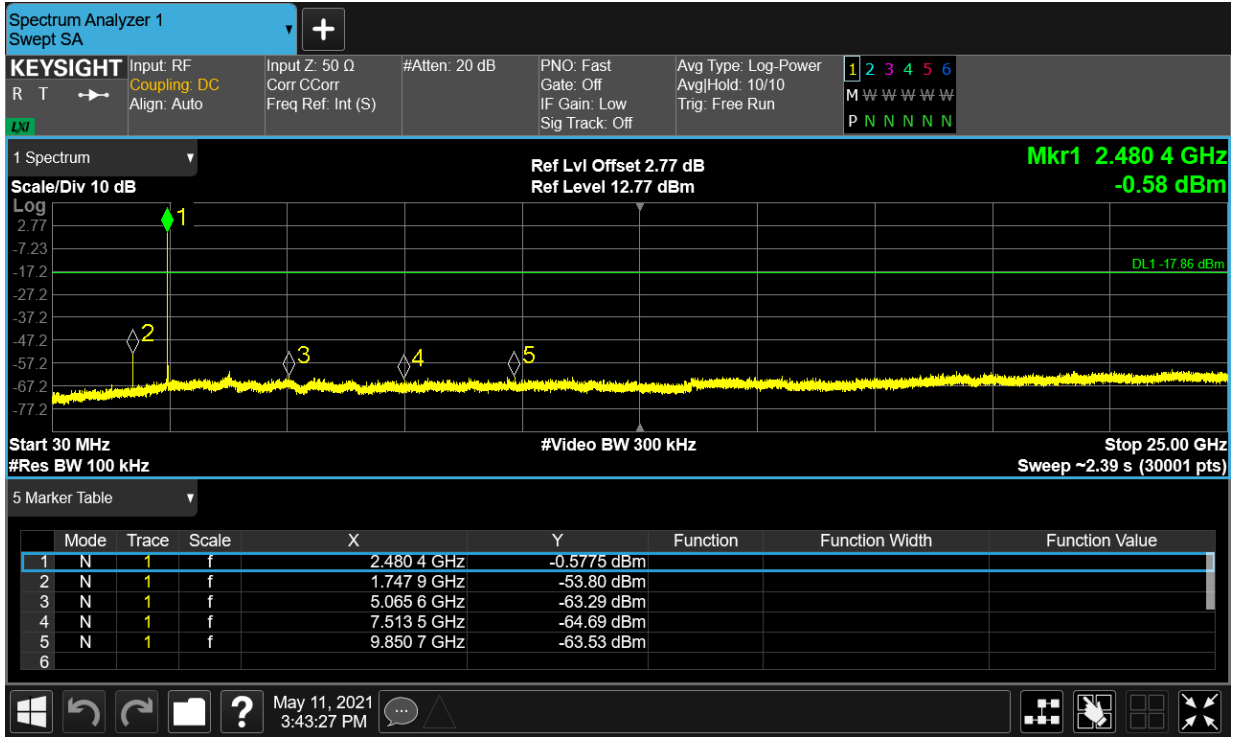 Spectrum Analyzer 1
Swept SA
KEYSIGHT
R T
LXI
Input: RF
Coupling: DC
Align: Auto
Input Z: 50 Ω
Corr CCorr
Freq Ref: Int (S)
#Atten: 20 dB
PNO: Fast
Gate: Off
IF Gain: Low
Sig Track: Off
Avg Type: Log-Power
Avg|Hold: 10/10
Trig: Free Run
1 2 3 4 5 6
M W W W W W
P N N N N N
1 Spectrum
Scale/Div 10 dB
Ref Lvl Offset 2.77 dB
Ref Level 12.77 dBm
Mkr1 2.480 4 GHz
-0.58 dBm
Log
2.77
-7.23
-17.2
-27.2
-37.2
-47.2
-57.2
-67.2
-77.2
1
2
3
4
5
DL1 -17.86 dBm
Start 30 MHz
#Video BW 300 kHz
Stop 25.00 GHz
#Res BW 100 kHz
Sweep ~2.39 s (30001 pts)
5 Marker Table
Mode Trace Scale X Y Function Function Width Function Value
1 N 1 f 2.480 4 GHz -0.5775 dBm
2 N 1 f 1.747 9 GHz -53.80 dBm
3 N 1 f 5.065 6 GHz -63.29 dBm
4 N 1 f 7.513 5 GHz -64.69 dBm
5 N 1 f 9.850 7 GHz -63.53 dBm
6
?
May 11, 2021
3:43:27 PM